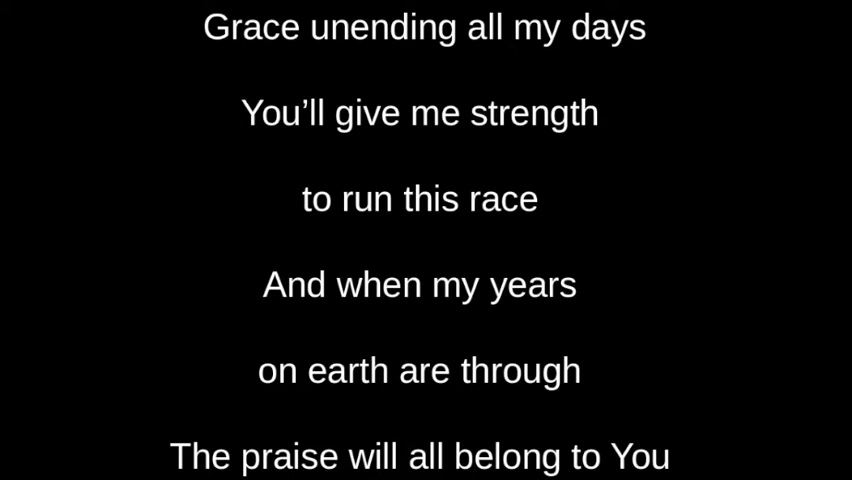 Grace unending all my days
You’ll give me strength
to run this race
And when my years
on earth are through
The praise will all belong to You